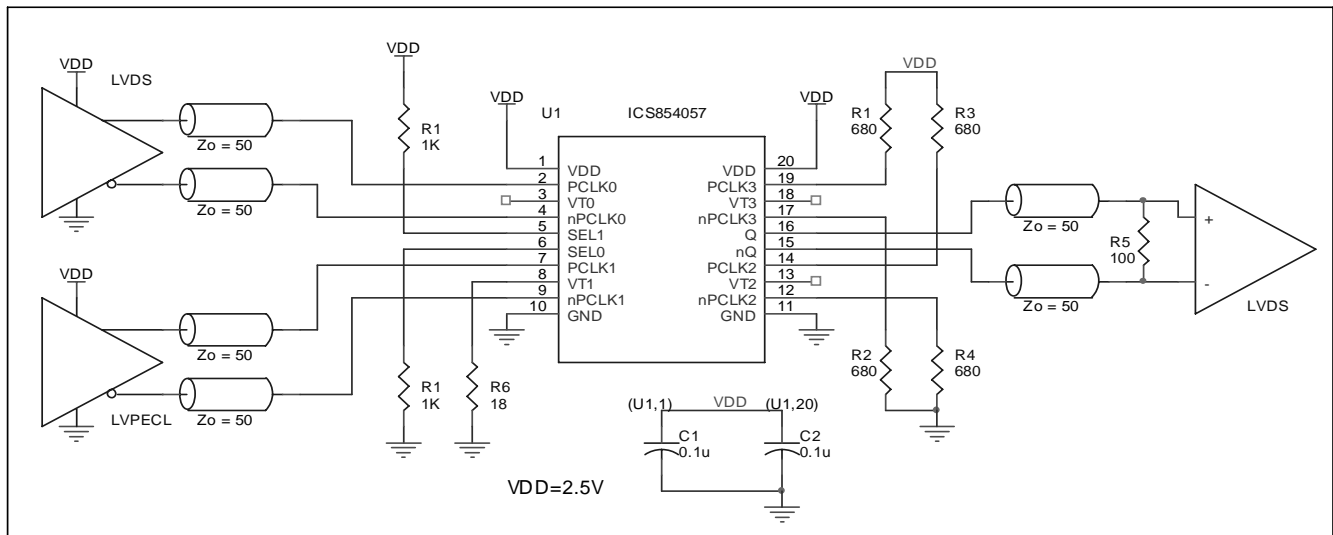 VDD
LVDS
Zo = 50
Zo = 50
VDD
LVPECL
Zo = 50
Zo = 50
VDD
R1
1K
R1
1K
R6
18
VDD
U1
ICS854057
1
VDD
2
PCLK0
3
VT0
4
nPCLK0
5
SEL1
6
SEL0
7
PCLK1
8
VT1
9
nPCLK1
10
GND
20
VDD
19
PCLK3
18
VT3
17
nPCLK3
16
Q
15
nQ
14
PCLK2
13
VT2
12
nPCLK2
11
GND
VDD
VDD
R1
680
R3
680
R2
680
R4
680
Zo = 50
Zo = 50
R5
100
+
-
LVDS
(U1,1)
VDD
(U1,20)
C1
0.1u
C2
0.1u
VDD=2.5V